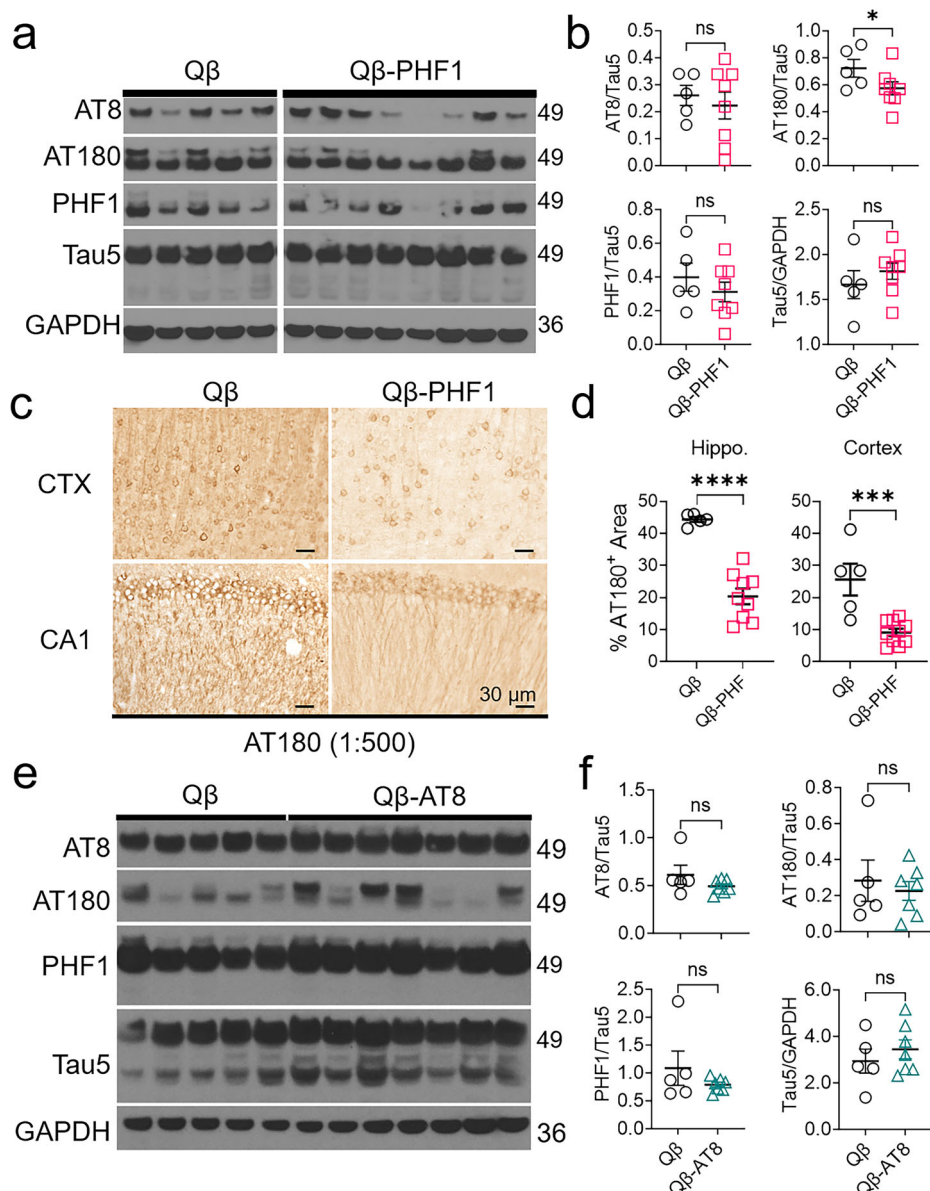 a
Qβ Qβ-PHF1
AT8 49
AT180 49
PHF1 49
Tau5 49
GAPDH 36
b
ns
AT8/Tau5
0.5
0.4
0.3
0.2
0.1
0.0
*
AT180/Tau5
1.0
0.8
0.6
0.4
0.2
0.0
ns
PHF1/Tau5
0.8
0.6
0.4
0.2
0.0
Qβ
Qβ-PHF1
ns
Tau5/GAPDH
2.5
2.0
1.5
1.0
Qβ
Qβ-PHF1
c
Qβ Qβ-PHF1
CTX
CA1
30 μm
AT180 (1:500)
d
Hippo.
****
% AT180+ Area
50
40
30
20
10
0
Qβ
Qβ-PHF
Cortex
***
50
40
30
20
10
0
Qβ
Qβ-PHF
e
Qβ Qβ-AT8
AT8 49
AT180 49
PHF1 49
Tau5 49
GAPDH 36
f
ns
AT8/Tau5
1.5
1.0
0.5
0.0
ns
AT180/Tau5
0.8
0.6
0.4
0.2
0.0
ns
PHF1/Tau5
2.5
2.0
1.5
1.0
0.5
0.0
Qβ
Qβ-AT8
ns
Tau5/GAPDH
6.0
4.0
2.0
0.0
Qβ
Qβ-AT8